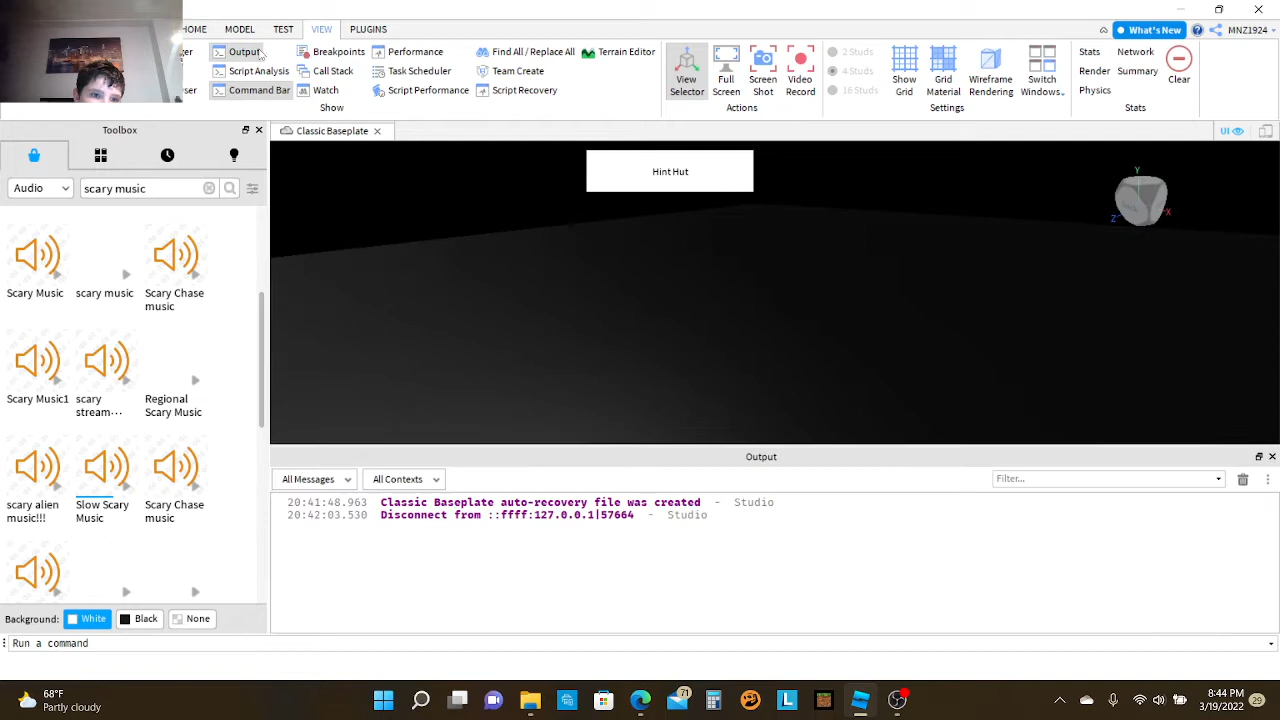 HOME MODEL TEST VIEW PLUGINS What's New MNZ1924
Output Breakpoints Performance Find All / Replace All Terrain Editor
Script Analysis Call Stack Task Scheduler Team Create
Command Bar Watch Script Performance Script Recovery
Show
View Selector
Full Screen
Screen Shot
Video Record
Actions
2 Studs
4 Studs
16 Studs
Show Grid
Grid Material
Wireframe Rendering
Switch Windows
Settings
Stats Network
Render Summary
Physics
Clear
Stats
Toolbox
Classic Baseplate
UI
Audio scary music
Hint Hut
Y
X
Z
Scary Music scary music Scary Chase
music
Scary Music1 scary
stream...
Regional
Scary Music
scary alien
music!!!
Slow Scary
Music
Scary Chase
music
Output
All Messages All Contexts Filter...
20:41:48.963 Classic Baseplate auto-recovery file was created - Studio
20:42:03.530 Disconnect from ::ffff:127.0.0.1|57664 - Studio
Background: White Black None
Run a command
68°F
Partly cloudy
71
L
8:44 PM
3/19/2022
29